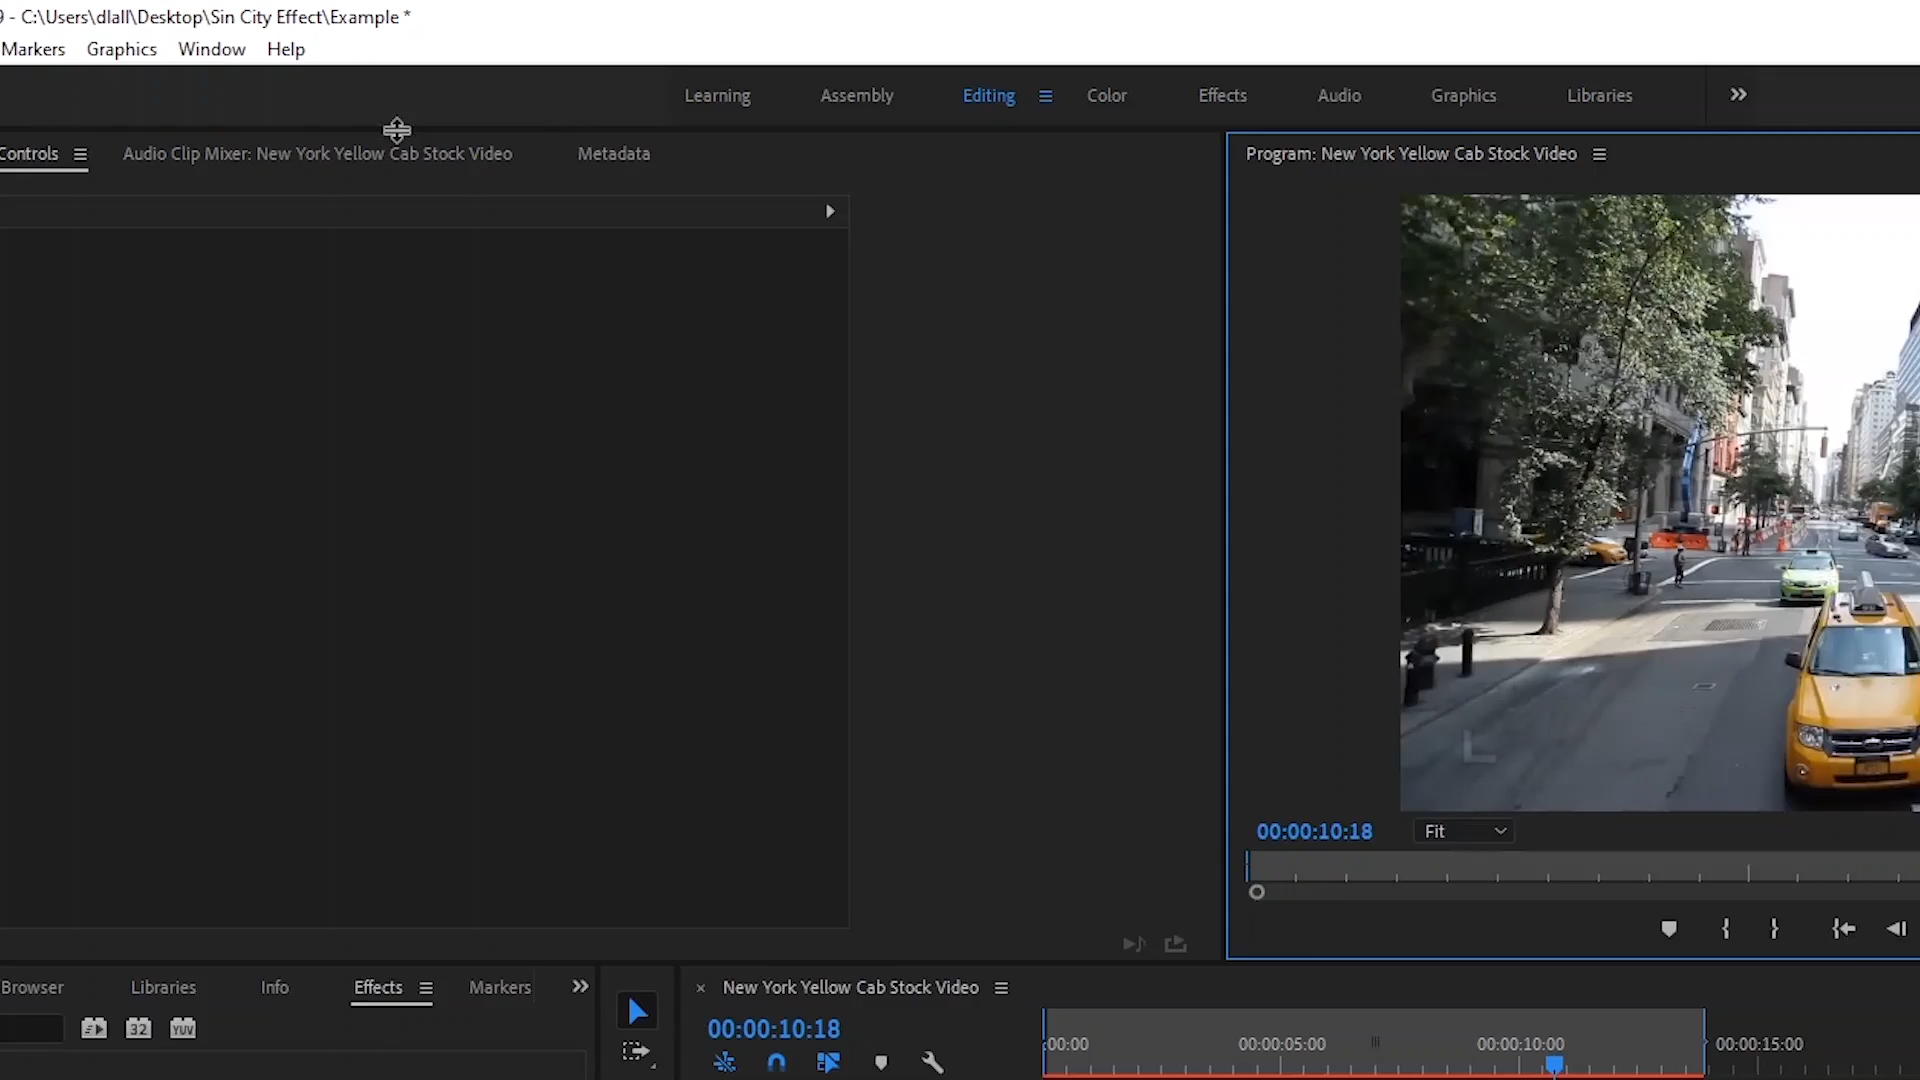 - C:\Users\dlall\Desktop\Sin City Effect\Example *
Markers Graphics Window Help
Learning Assembly Editing Color Effects Audio Graphics Libraries
Controls Audio Clip Mixer: New York Yellow Cab Stock Video Metadata
Program: New York Yellow Cab Stock Video
00:00:10:18 Fit
Browser Libraries Info Effects Markers
32 YUV
New York Yellow Cab Stock Video
00:00:10:18
:00:00 00:00:05:00 00:00:10:00 00:00:15:00